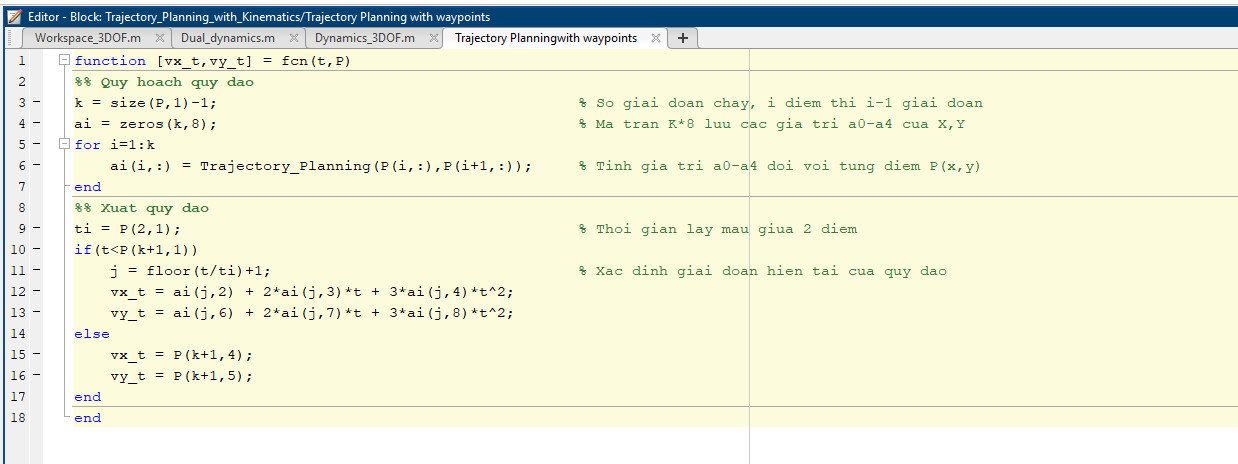 Editor - Block: Trajectory_Planning_with_Kinematics/Trajectory Planning with waypoints
Workspace_3DOF.m Dual_dynamics.m Dynamics_3DOF.m Trajectory Planningwith waypoints +
1 function [vx_t,vy_t] = fcn(t,P)
2 %% Quy hoach quy dao
3 - k = size(P,1)-1; % So giai doan chay, i diem thi i-1 giai doan
4 - ai = zeros(k,8); % Ma tran K*8 luu cac gia tri a0-a4 cua X,Y
5 - for i=1:k
6 - ai(i,:) = Trajectory_Planning(P(i,:),P(i+1,:)); % Tinh gia tri a0-a4 doi voi tung diem P(x,y)
7 end
8 %% Xuat quy dao
9 - ti = P(2,1); % Thoi gian lay mau giua 2 diem
10 - if(t<P(k+1,1))
11 - j = floor(t/ti)+1; % Xac dinh giai doan hien tai cua quy dao
12 - vx_t = ai(j,2) + 2*ai(j,3)*t + 3*ai(j,4)*t^2;
13 - vy_t = ai(j,6) + 2*ai(j,7)*t + 3*ai(j,8)*t^2;
14 else
15 - vx_t = P(k+1,4);
16 - vy_t = P(k+1,5);
17 end
18 end